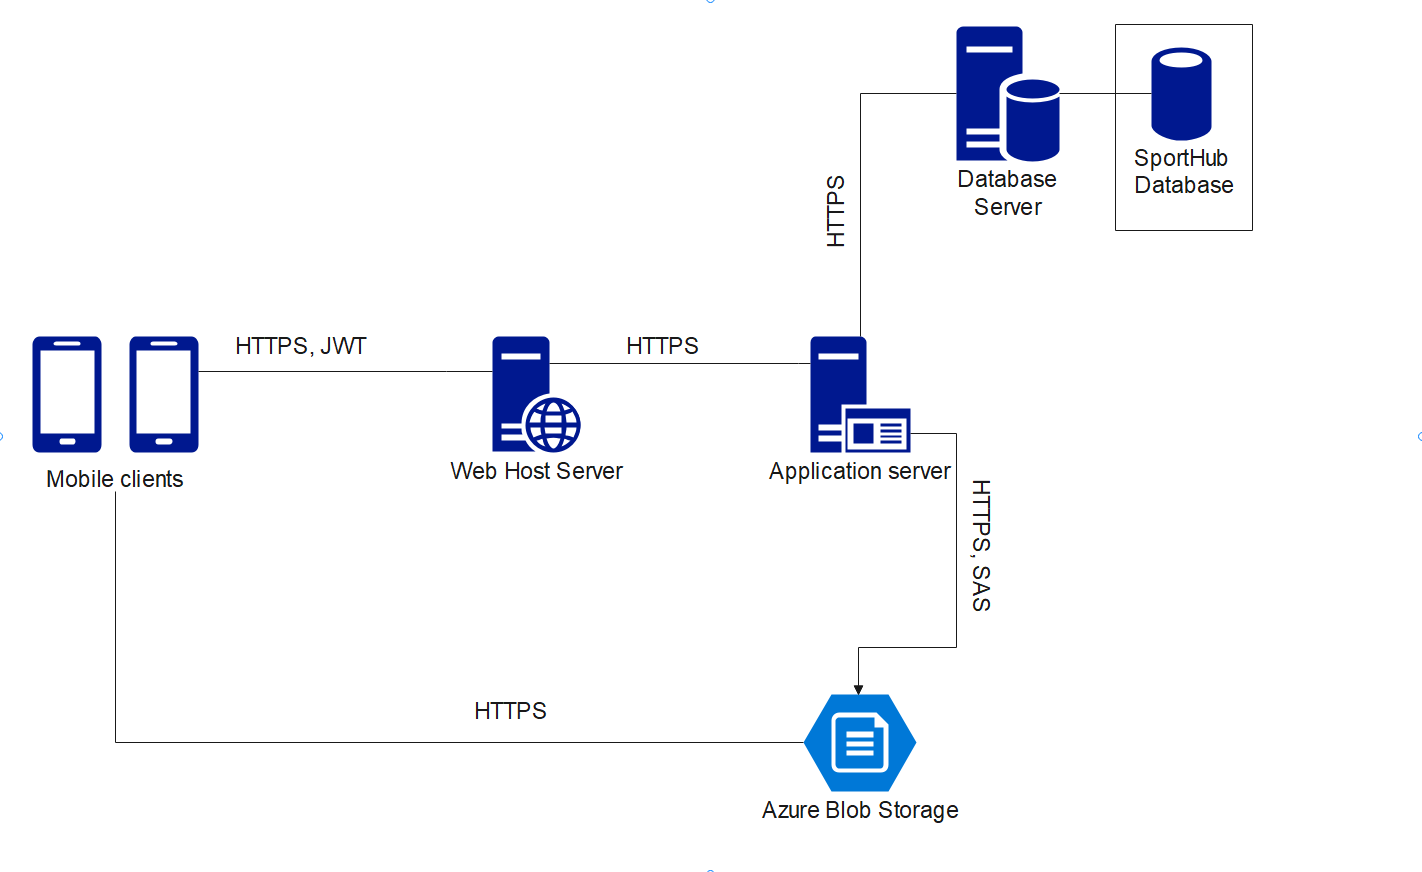 SportHub
Database
Database
Server
HTTPS
HTTPS, JWT
HTTPS
Mobile clients
Web Host Server
Application server
HTTPS, SAS
HTTPS
Azure Blob Storage